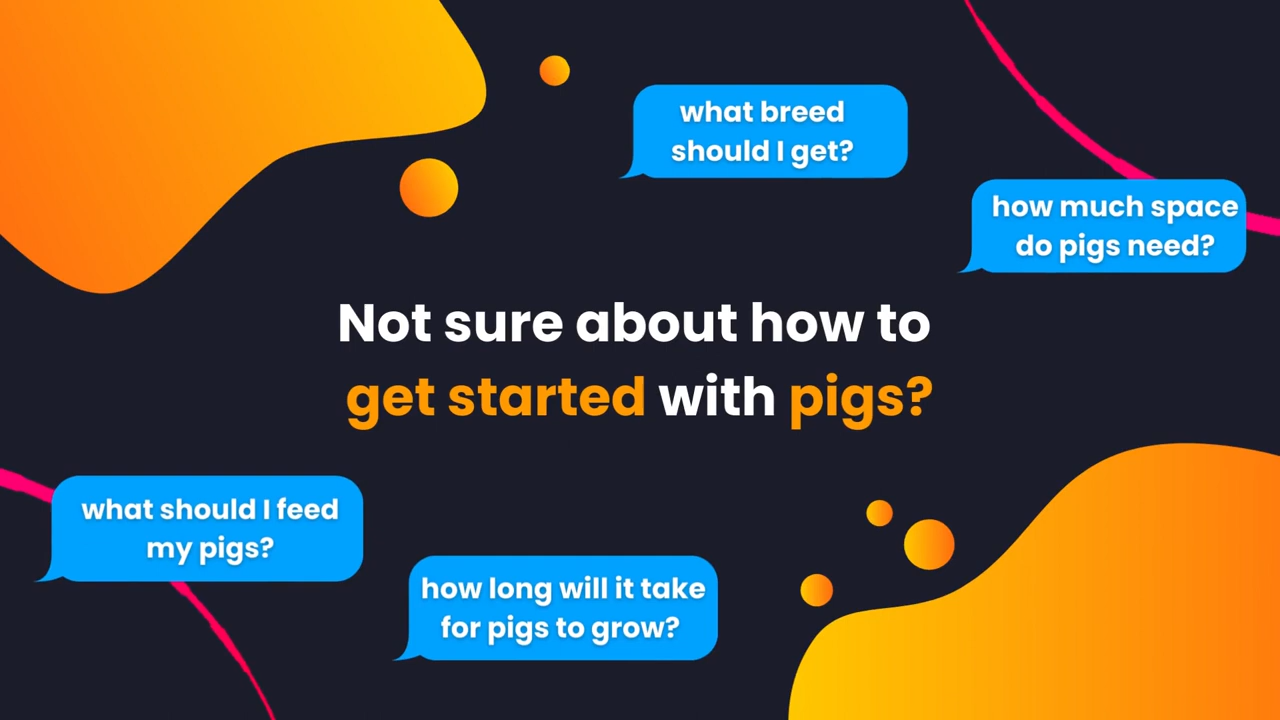 what breed
should I get?
how much space
do pigs need?
Not sure about how to
get started with pigs?
what should I feed
my pigs?
how long will it take
for pigs to grow?